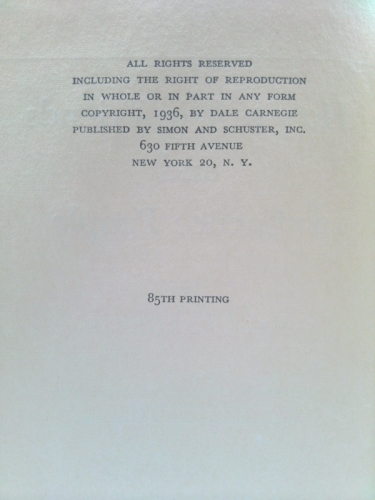 ALL RIGHTS RESERVED
INCLUDING THE RIGHT OF REPRODUCTION
IN WHOLE OR IN PART IN ANY FORM
COPYRIGHT, 1936, BY DALE CARNEGIE
PUBLISHED BY SIMON AND SCHUSTER, INC.
630 FIFTH AVENUE
NEW YORK 20, N. Y.
85TH PRINTING